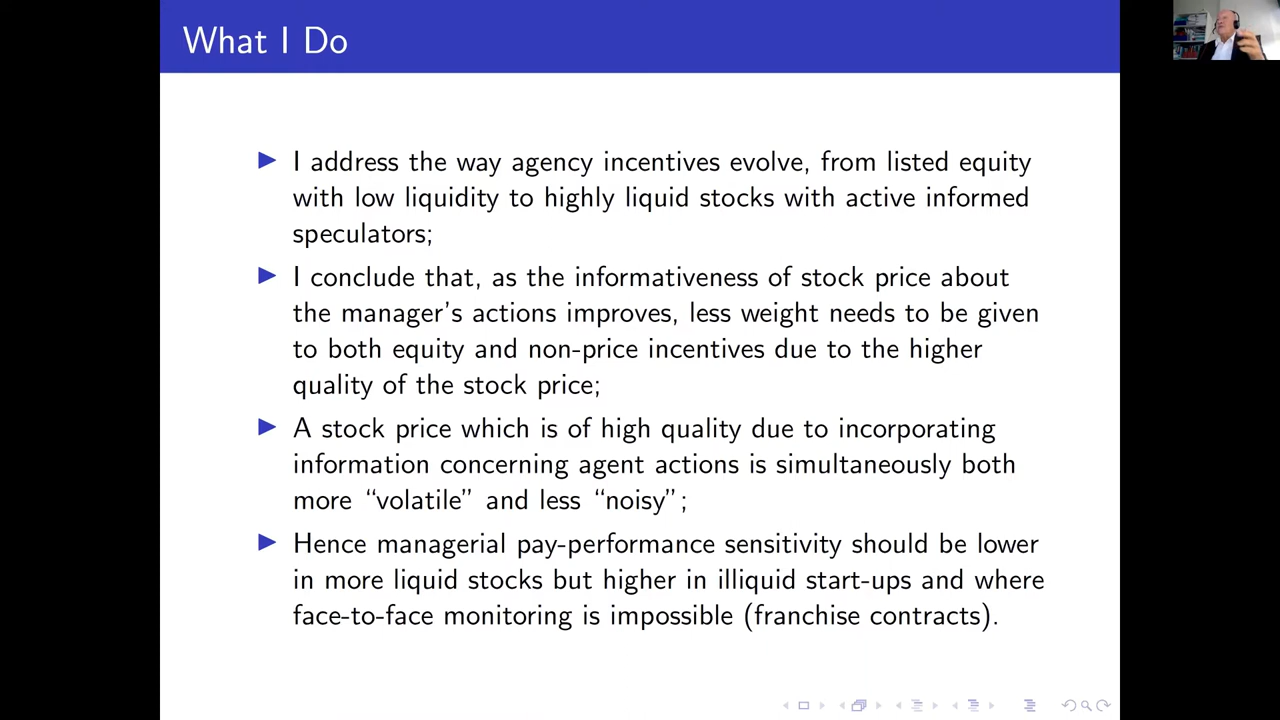 What I Do
I address the way agency incentives evolve, from listed equity
with low liquidity to highly liquid stocks with active informed
speculators;
I conclude that, as the informativeness of stock price about
the manager's actions improves, less weight needs to be given
to both equity and non-price incentives due to the higher
quality of the stock price;
A stock price which is of high quality due to incorporating
information concerning agent actions is simultaneously both
more “volatile” and less “noisy”;
Hence managerial pay-performance sensitivity should be lower
in more liquid stocks but higher in illiquid start-ups and where
face-to-face monitoring is impossible (franchise contracts).